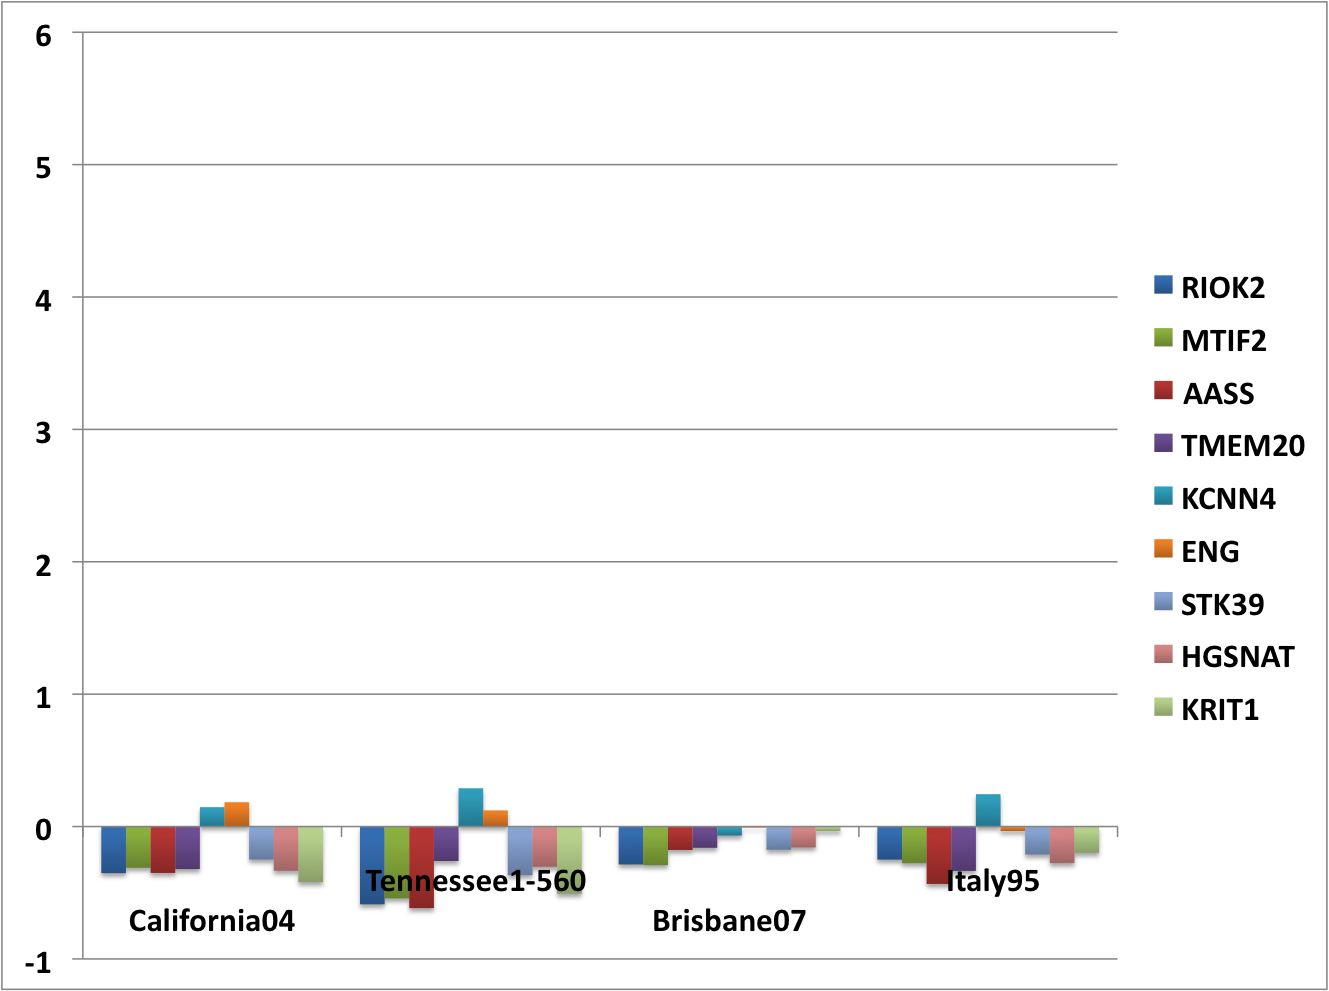 6
5
4
3
2
1
0
-1
California04
Tennessee1-560
Brisbane07
Italy95
RIOK2
MTIF2
AASS
TMEM20
KCNN4
ENG
STK39
HGSNAT
KRIT1